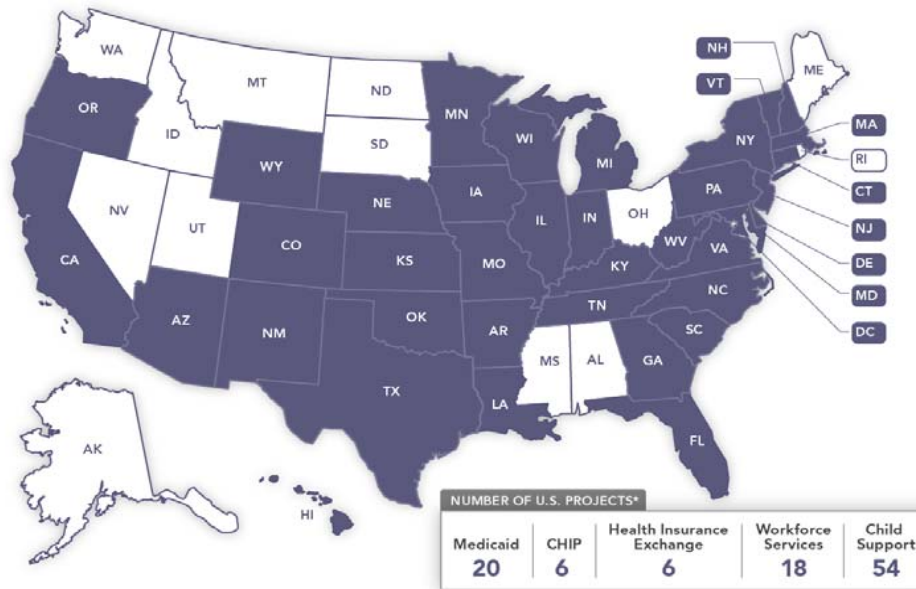 WA
MT
ND
MN
OR
ID
SD
WI
MI
WY
NV
UT
NE
IA
IL
IN
OH
PA
NY
ME
NH
VT
MA
RI
CT
NJ
DE
MD
DC
CA
CO
KS
MO
KY
WV
VA
AZ
NM
OK
AR
TN
NC
SC
TX
LA
MS
AL
GA
FL
AK
HI
NUMBER OF U.S. PROJECTS*
Medicaid
20
CHIP
6
Health Insurance
Exchange
6
Workforce
Services
18
Child
Support
54